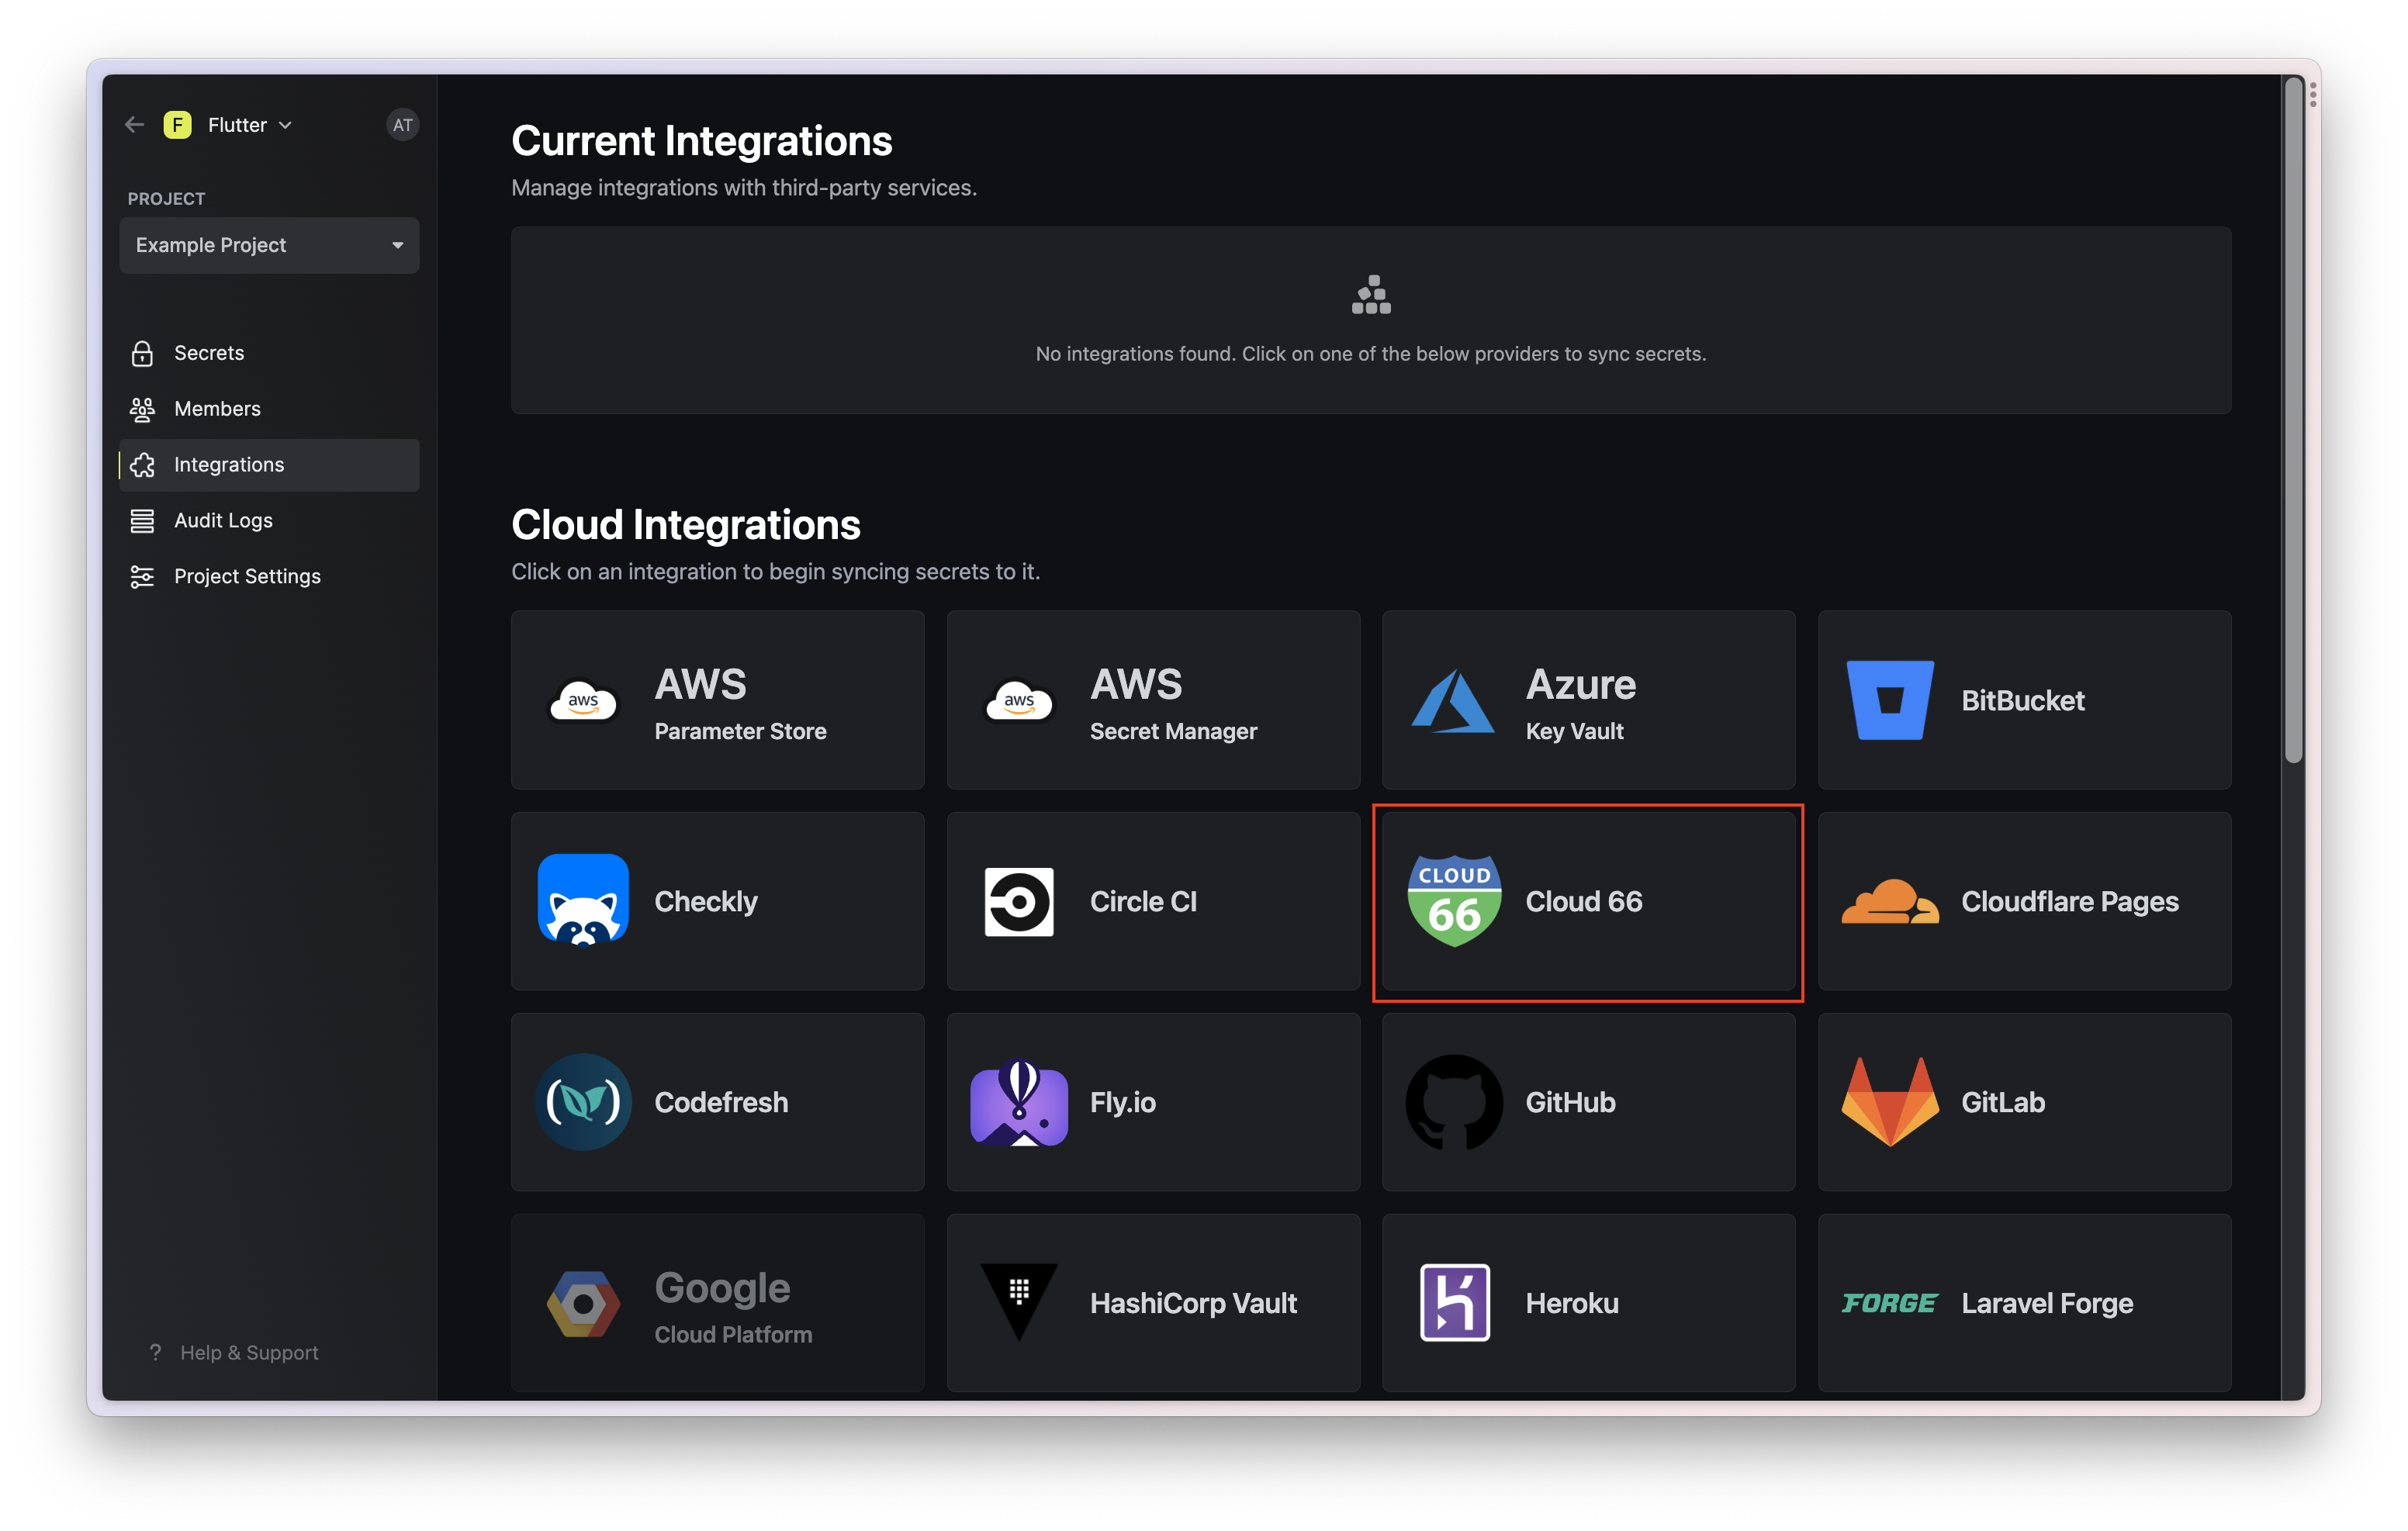 F Flutter AT
PROJECT
Example Project
Secrets
Members
Integrations
Audit Logs
Project Settings
? Help & Support
Current Integrations
Manage integrations with third-party services.
No integrations found. Click on one of the below providers to sync secrets.
Cloud Integrations
Click on an integration to begin syncing secrets to it.
aws
AWS
Parameter Store
aws
AWS
Secret Manager
Azure
Key Vault
BitBucket
Checkly
Circle CI
CLOUD
66
Cloud 66
Cloudflare Pages
Codefresh
Fly.io
GitHub
GitLab
Google
Cloud Platform
HashiCorp Vault
Heroku
FORGE
Laravel Forge